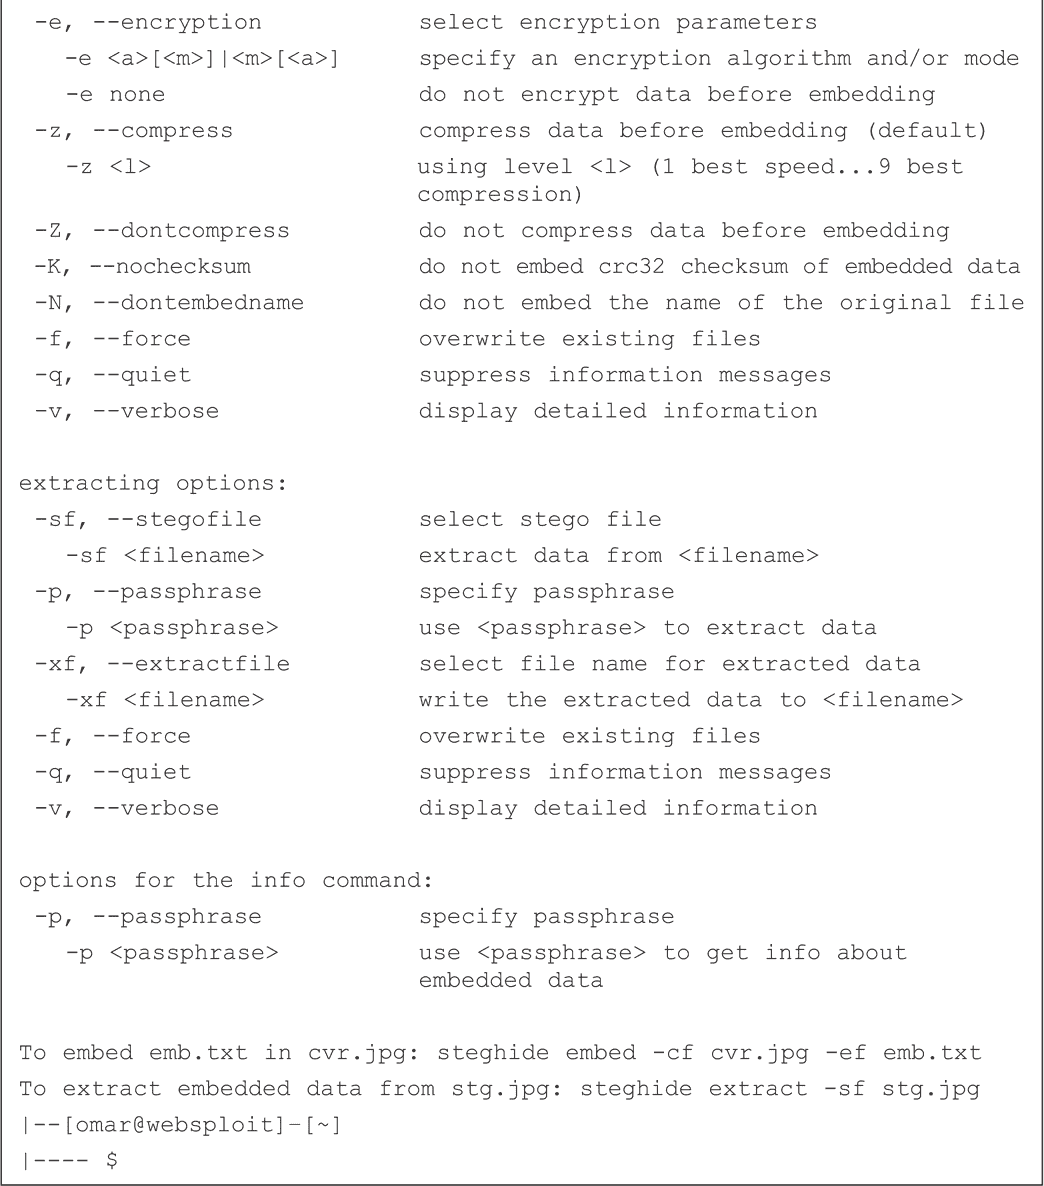 -e, --encryption select encryption parameters
-e <a>[<m>]|<m>[<a>] specify an encryption algorithm and/or mode
-e none do not encrypt data before embedding
-z, --compress compress data before embedding (default)
-z <l> using level <l> (1 best speed...9 best
compression)
-Z, --dontcompress do not compress data before embedding
-K, --nochecksum do not embed crc32 checksum of embedded data
-N, --dontembedname do not embed the name of the original file
-f, --force overwrite existing files
-q, --quiet suppress information messages
-v, --verbose display detailed information
extracting options:
-sf, --stegofile select stego file
-sf <filename> extract data from <filename>
-p, --passphrase specify passphrase
-p <passphrase> use <passphrase> to extract data
-xf, --extractfile select file name for extracted data
-xf <filename> write the extracted data to <filename>
-f, --force overwrite existing files
-q, --quiet suppress information messages
-v, --verbose display detailed information
options for the info command:
-p, --passphrase specify passphrase
-p <passphrase> use <passphrase> to get info about
embedded data
To embed emb.txt in cvr.jpg: steghide embed -cf cvr.jpg -ef emb.txt
To extract embedded data from stg.jpg: steghide extract -sf stg.jpg
|--[omar@websploit]-[~]
|---- $